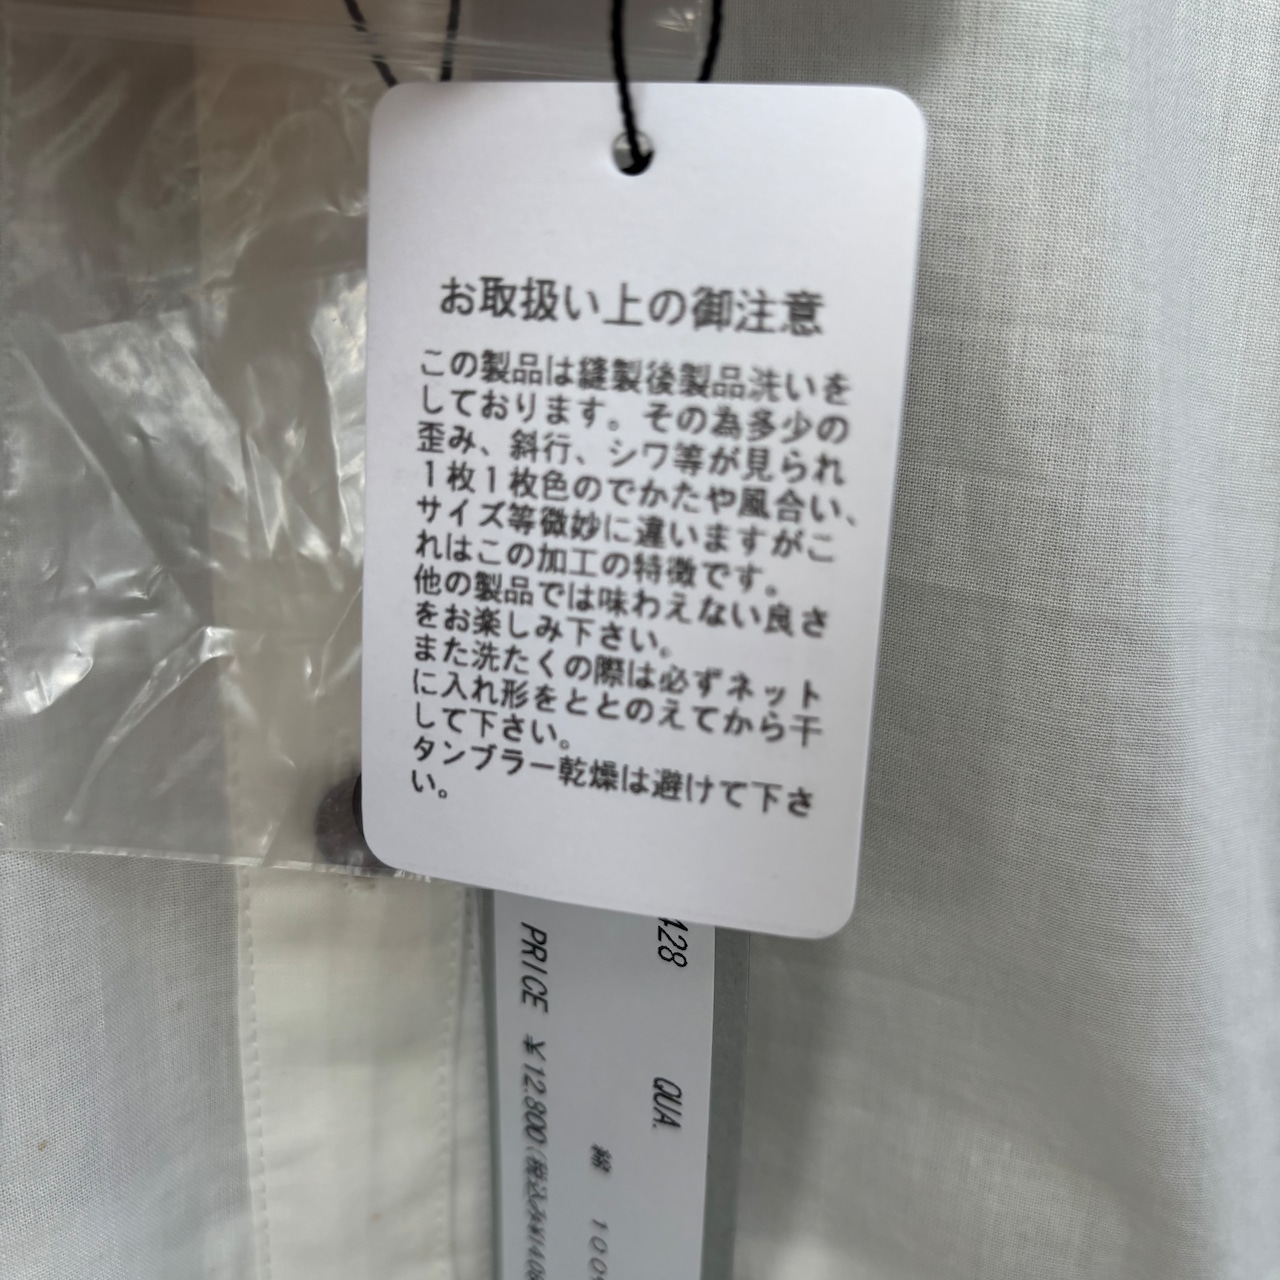 お取扱い上の御注意
この製品は縫製後製品洗いを
しております。その為多少の
歪み、斜行、シワ等が見られ
１枚１枚色のでかたや風合い、
サイズ等微妙に違いますがこ
れはこの加工の特徴です。
他の製品では味わえない良さ
をお楽しみ下さい。
また洗たくの際は必ずネット
に入れ形をととのえてから干
して下さい。
タンブラー乾燥は避けて下さ
い。
128 QUA.
綿 100
PRICE ￥12,800(税込み¥14,08